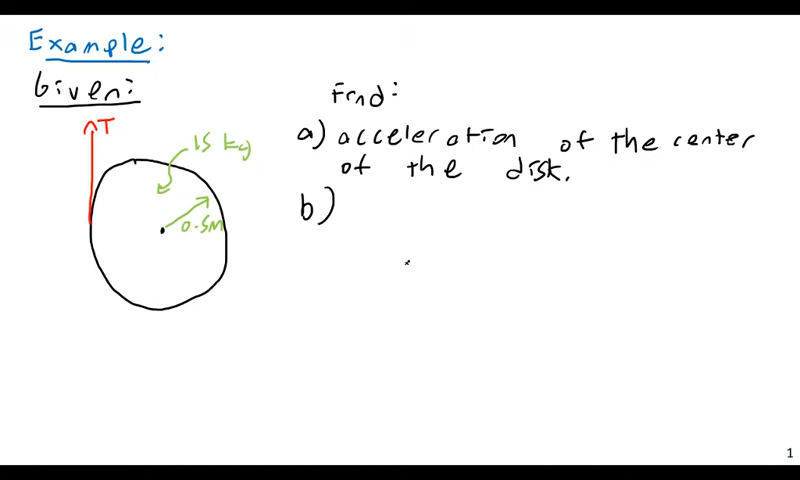 Example:
Given:
Find:
T
15 kg
a) acceleration of the center
of the disk.
0.5m
b)
1